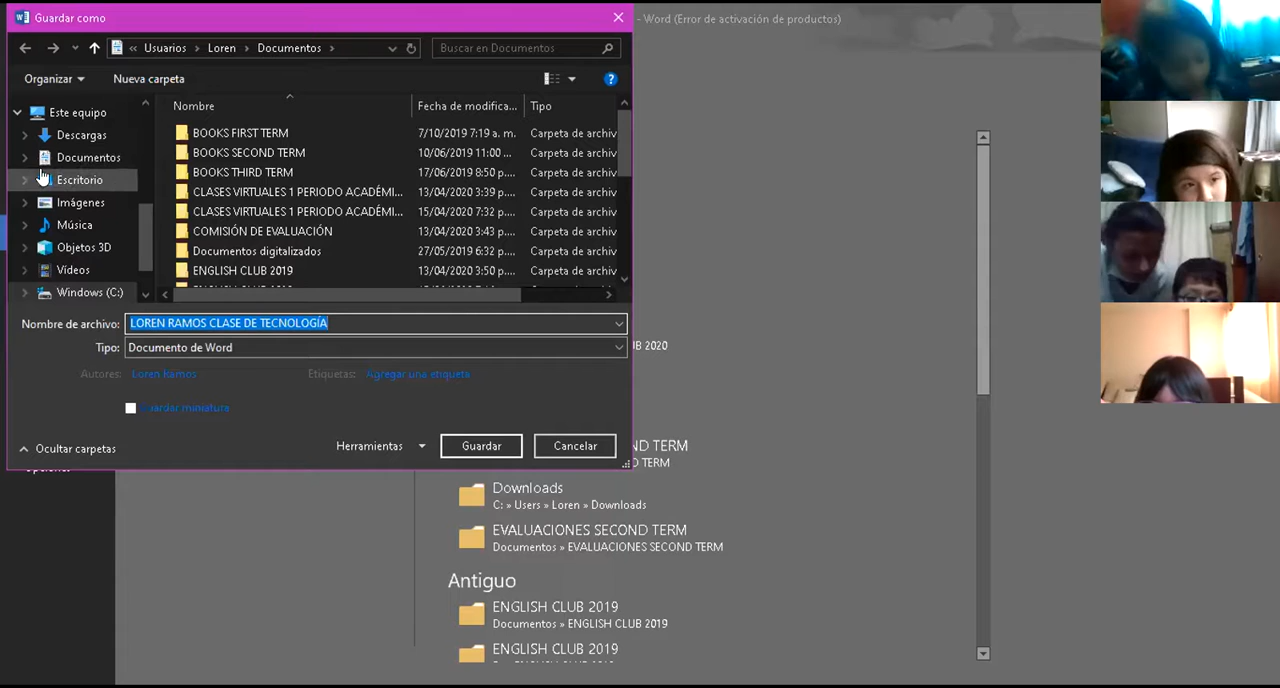 Guardar como
- Word (Error de activación de productos)
« Usuarios > Loren > Documentos >
Buscar en Documentos
Organizar
Nueva carpeta
Este equipo
Descargas
Documentos
Escritorio
Imágenes
Música
Objetos 3D
Vídeos
Windows (C:)
Nombre Fecha de modifica... Tipo
BOOKS FIRST TERM 7/10/2019 7:19 a. m. Carpeta de archiv
BOOKS SECOND TERM 10/06/2019 11:00 ... Carpeta de archiv
BOOKS THIRD TERM 17/06/2019 8:50 p.... Carpeta de archiv
CLASES VIRTUALES 1 PERIODO ACADÉMI... 13/04/2020 3:39 p.... Carpeta de archiv
CLASES VIRTUALES 1 PERIODO ACADÉMI... 15/04/2020 7:32 p.... Carpeta de archiv
COMISIÓN DE EVALUACIÓN 13/04/2020 3:43 p.... Carpeta de archiv
Documentos digitalizados 27/05/2019 6:32 p.... Carpeta de archiv
ENGLISH CLUB 2019 13/04/2020 3:50 p.... Carpeta de archiv
Nombre de archivo: LOREN RAMOS CLASE DE TECNOLOGÍA
Tipo: Documento de Word
Autores: Loren Ramos
Etiquetas: Agregar una etiqueta
Guardar miniatura
Ocultar carpetas
Herramientas
Guardar
Cancelar
UB 2020
ND TERM
D TERM
Downloads
C: » Users » Loren » Downloads
EVALUACIONES SECOND TERM
Documentos » EVALUACIONES SECOND TERM
Antiguo
ENGLISH CLUB 2019
Documentos » ENGLISH CLUB 2019
ENGLISH CLUB 2019